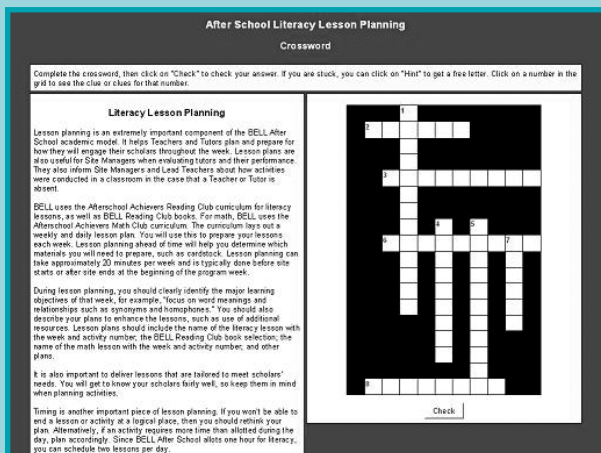 After School Literacy Lesson Planning
Crossword
Complete the crossword, then click on "Check" to check your answer. If you are stuck, you can click on "Hint" to get a free letter. Click on a number in the
grid to see the clue or clues for that number.
Literacy Lesson Planning
Lesson planning is an extremely important component of the BELL After
School academic model. It helps Teachers and Tutors plan and prepare for
how they will engage their scholars throughout the week. Lesson plans are
also useful for Site Managers when evaluating tutors and their performance.
They also inform Site Managers and Lead Teachers about how activities
were conducted in a classroom in the case that a Teacher or Tutor is
absent.
BELL uses the Afterschool Achievers Reading Club curriculum for literacy
lessons, as well as BELL Reading Club books. For math, BELL uses the
Afterschool Achievers Math Club curriculum. The curriculum lays out a
weekly and daily lesson plan. You will use this to prepare your lessons
each week. Lesson planning ahead of time will help you determine which
materials you will need to prepare, such as cardstock. Lesson planning can
take approximately 20 minutes per week and is typically done before site
starts or after site ends at the beginning of the program week.
During lesson planning, you should clearly identify the major learning
objectives of that week, for example, "focus on word meanings and
relationships such as synonyms and homophones." You should also
describe your plans to enhance the lessons, such as use of additional
resources. Lesson plans should include the name of the literacy lesson with
the week and activity number; the BELL Reading Club book selection; the
name of the math lesson with the week and activity number; and other
plans.
It is also important to deliver lessons that are tailored to meet scholars'
needs. You will get to know your scholars fairly well, so keep them in mind
when planning activities.
Timing is another important piece of lesson planning. If you won't be able to
end a lesson or activity at a logical place, then you should rethink your
plan. Alternatively, if an activity requires more time than allotted during the
day, plan accordingly. Since BELL After School allots one hour for literacy,
you can schedule two lessons per day.
1
2
3
4 5
6 7
8
Check